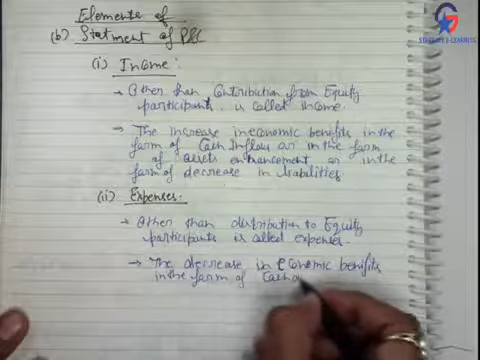 Elements of
(b) Statment of P&L
(i) Income:
→ Other than Contribution from Equity
participants is called income.
→ The increase in economic benefits in the
form of Cash Inflow or in the form
of assets enhancement or in the
form of decrease in liabilities
(ii) Expenses.
→ Other than distribution to Equity
participants is called expenses.
→ The decrease in economic benefits
in the form of Cash o